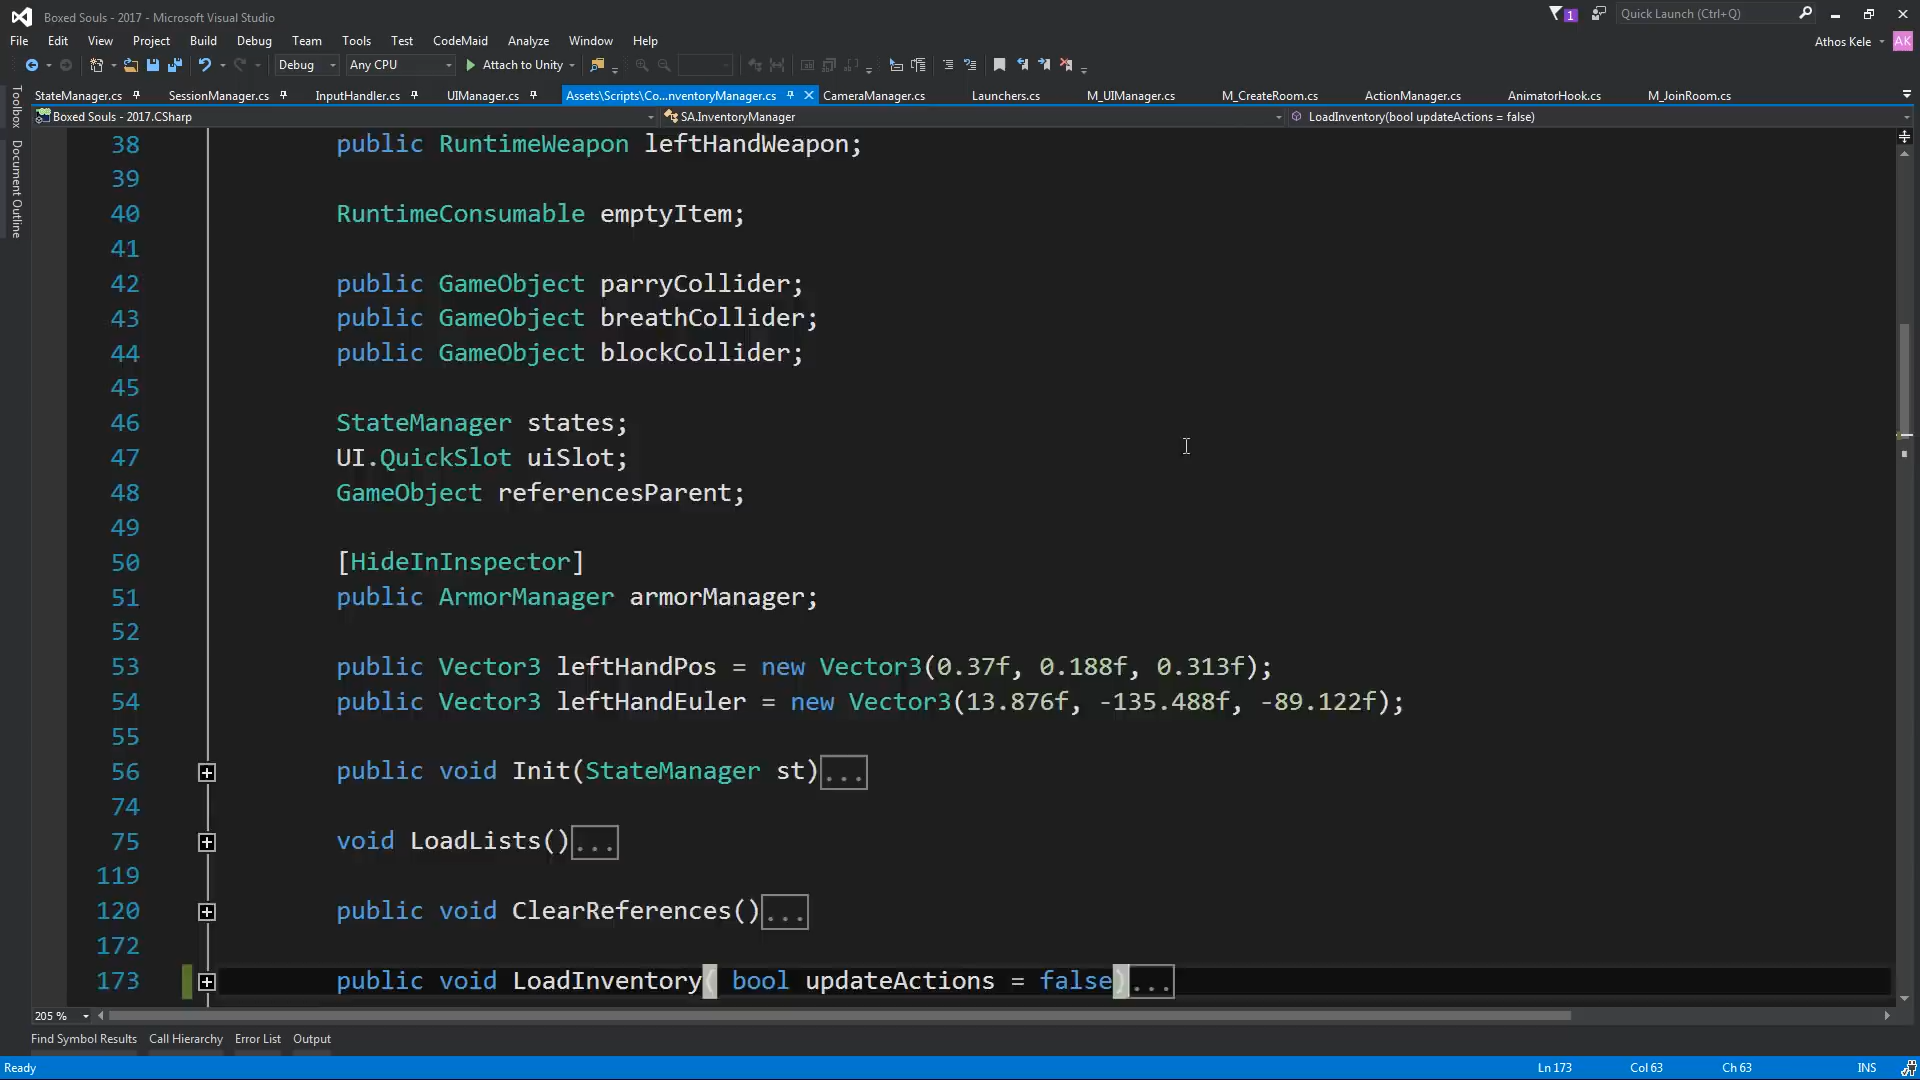 Boxed Souls - 2017 - Microsoft Visual Studio
1
Quick Launch (Ctrl+Q)
File Edit View Project Build Debug Team Tools Test CodeMaid Analyze Window Help
Athos Kele AK
Debug Any CPU Attach to Unity
StateManager.cs SessionManager.cs InputHandler.cs UIManager.cs Assets\Scripts\Co...nventoryManager.cs CameraManager.cs Launchers.cs M_UIManager.cs M_CreateRoom.cs ActionManager.cs AnimatorHook.cs M_JoinRoom.cs
Boxed Souls - 2017.CSharp SA.InventoryManager LoadInventory(bool updateActions = false)
Toolbox
Document Outline
38 public RuntimeWeapon leftHandWeapon;
39
40 RuntimeConsumable emptyItem;
41
42 public GameObject parryCollider;
43 public GameObject breathCollider;
44 public GameObject blockCollider;
45
46 StateManager states;
47 UI.QuickSlot uiSlot;
48 GameObject referencesParent;
49
50 [HideInInspector]
51 public ArmorManager armorManager;
52
53 public Vector3 leftHandPos = new Vector3(0.37f, 0.188f, 0.313f);
54 public Vector3 leftHandEuler = new Vector3(13.876f, -135.488f, -89.122f);
55
56 public void Init(StateManager st)...
74
75 void LoadLists()...
119
120 public void ClearReferences()...
172
173 public void LoadInventory( bool updateActions = false)...
205 %
Find Symbol Results Call Hierarchy Error List Output
Ready Ln 173 Col 63 Ch 63 INS